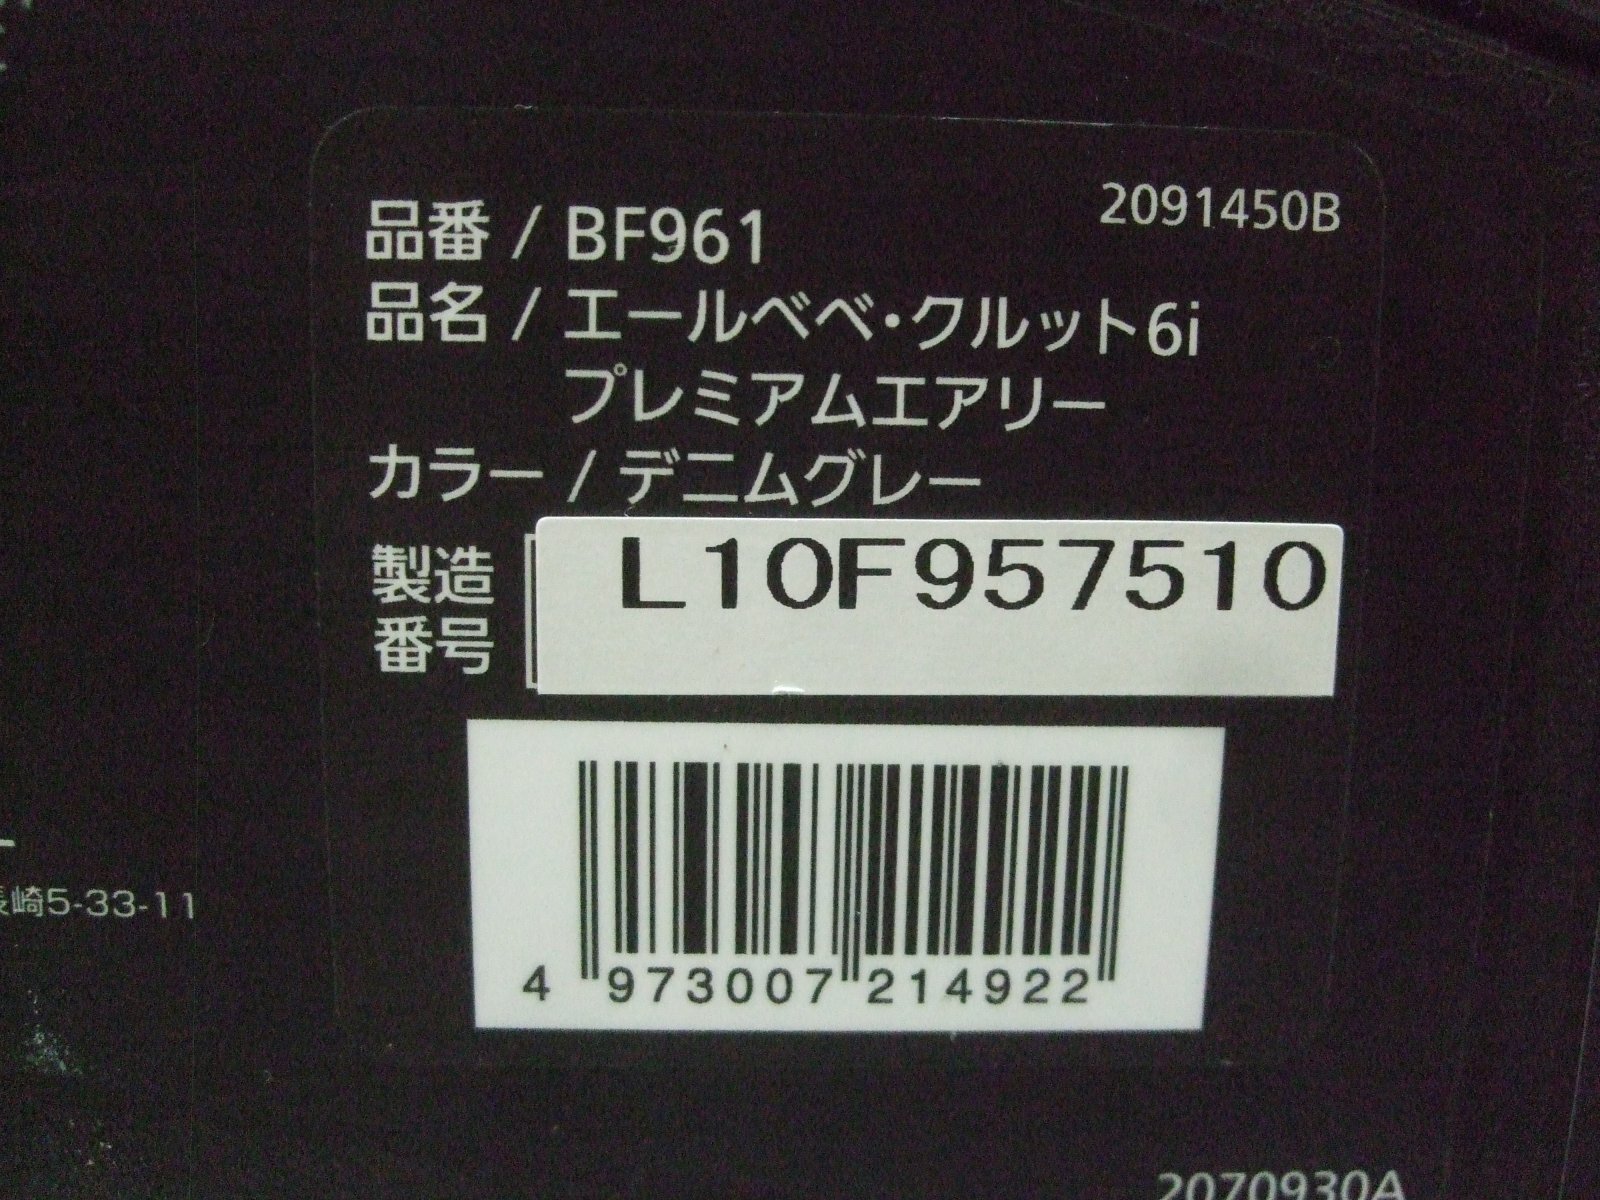 2091450B
品番 / BF961
品名 / エールベベ・クルット6i
プレミアムエアリー
カラー / デニムグレー
製造
番号
L10F957510
4 973007 214922
長崎5-33-11
2070930A